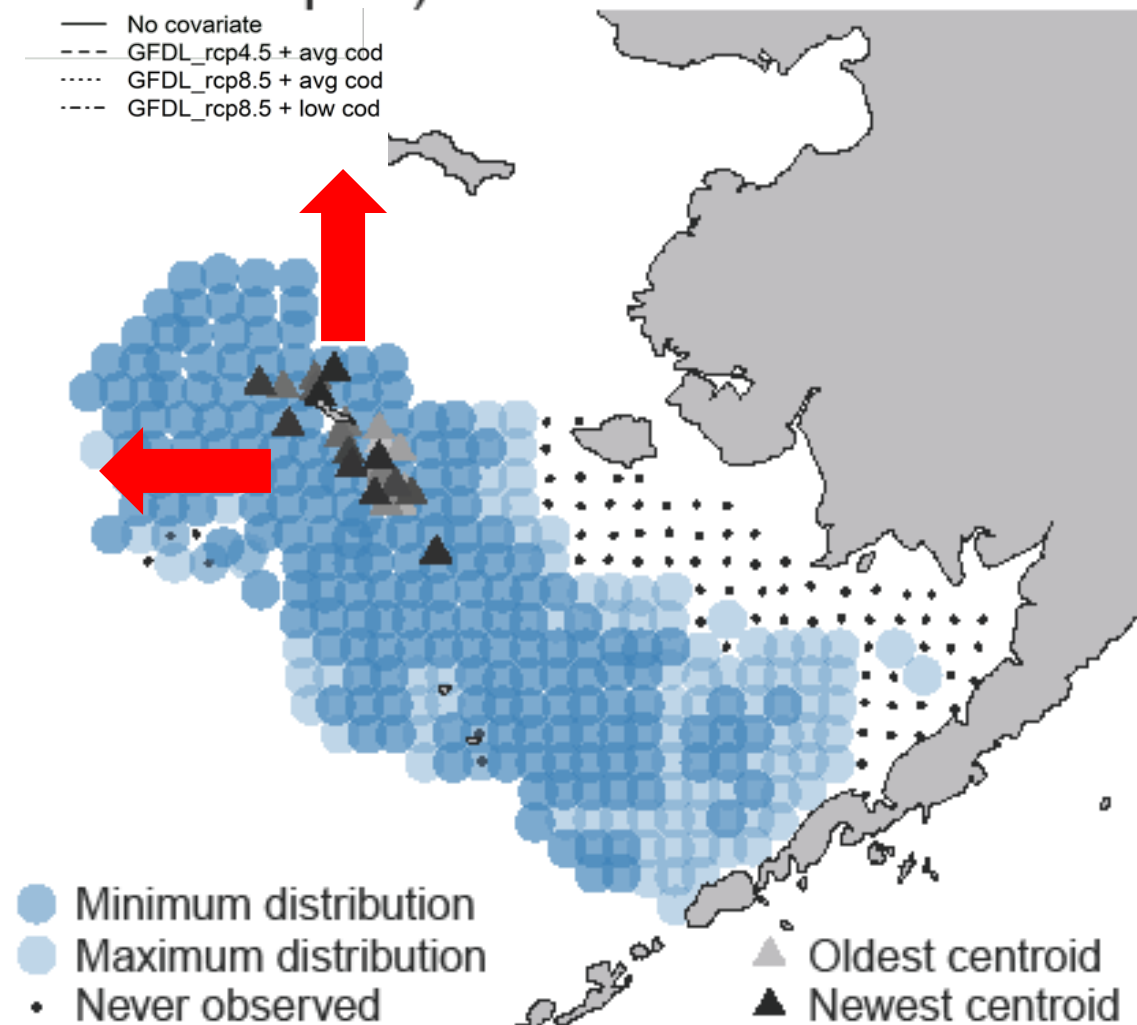 No covariate
GFDL_rcp4.5 + avg cod
GFDL_rcp8.5 + avg cod
GFDL_rcp8.5 + low cod
Minimum distribution
Maximum distribution
Never observed
Oldest centroid
Newest centroid